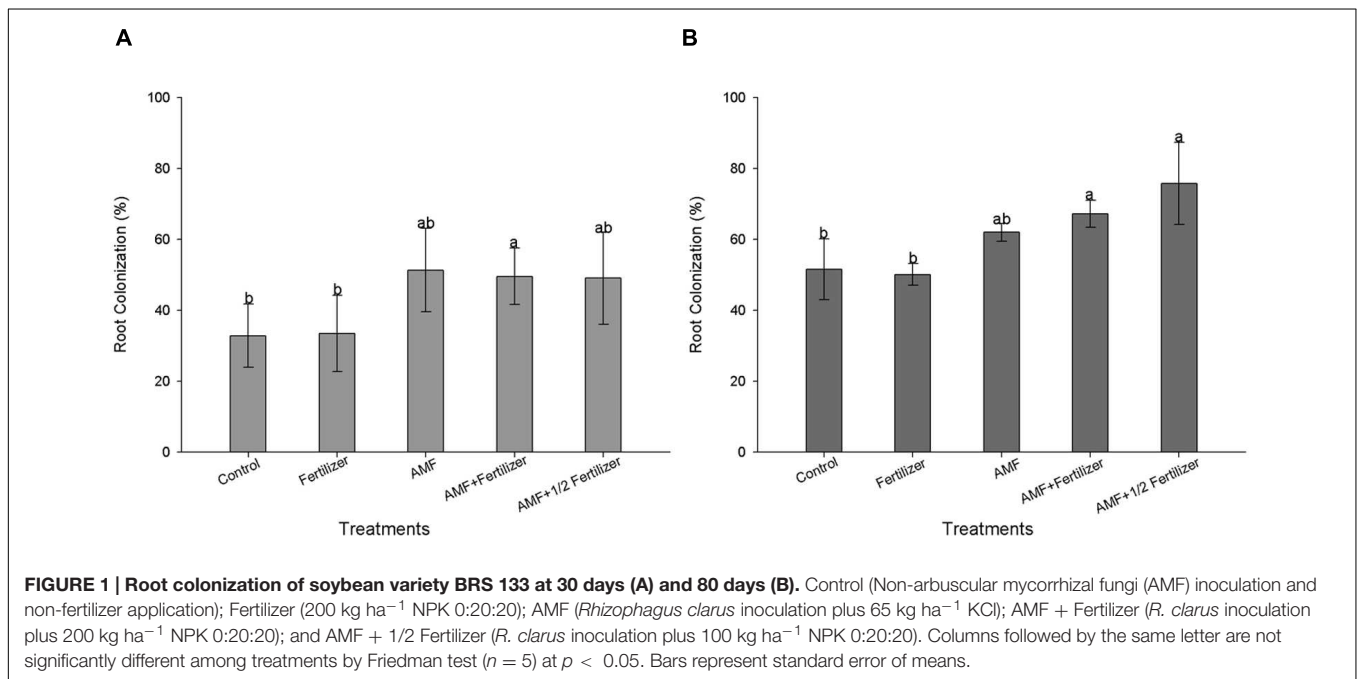 A
B
100
80
60
40
20
0
Root Colonization (%)
b
b
ab
a
ab
Control
Fertilizer
AMF
AMF+Fertilizer
AMF+1/2 Fertilizer
Treatments
100
80
60
40
20
0
Root Colonization (%)
b
b
ab
a
a
Control
Fertilizer
AMF
AMF+Fertilizer
AMF+1/2 Fertilizer
Treatments
FIGURE 1 | Root colonization of soybean variety BRS 133 at 30 days (A) and 80 days (B). Control (Non-arbuscular mycorrhizal fungi (AMF) inoculation and
non-fertilizer application); Fertilizer (200 kg ha⁻¹ NPK 0:20:20); AMF (Rhizophagus clarus inoculation plus 65 kg ha⁻¹ KCl); AMF + Fertilizer (R. clarus inoculation
plus 200 kg ha⁻¹ NPK 0:20:20); and AMF + 1/2 Fertilizer (R. clarus inoculation plus 100 kg ha⁻¹ NPK 0:20:20). Columns followed by the same letter are not
significantly different among treatments by Friedman test (n = 5) at p < 0.05. Bars represent standard error of means.